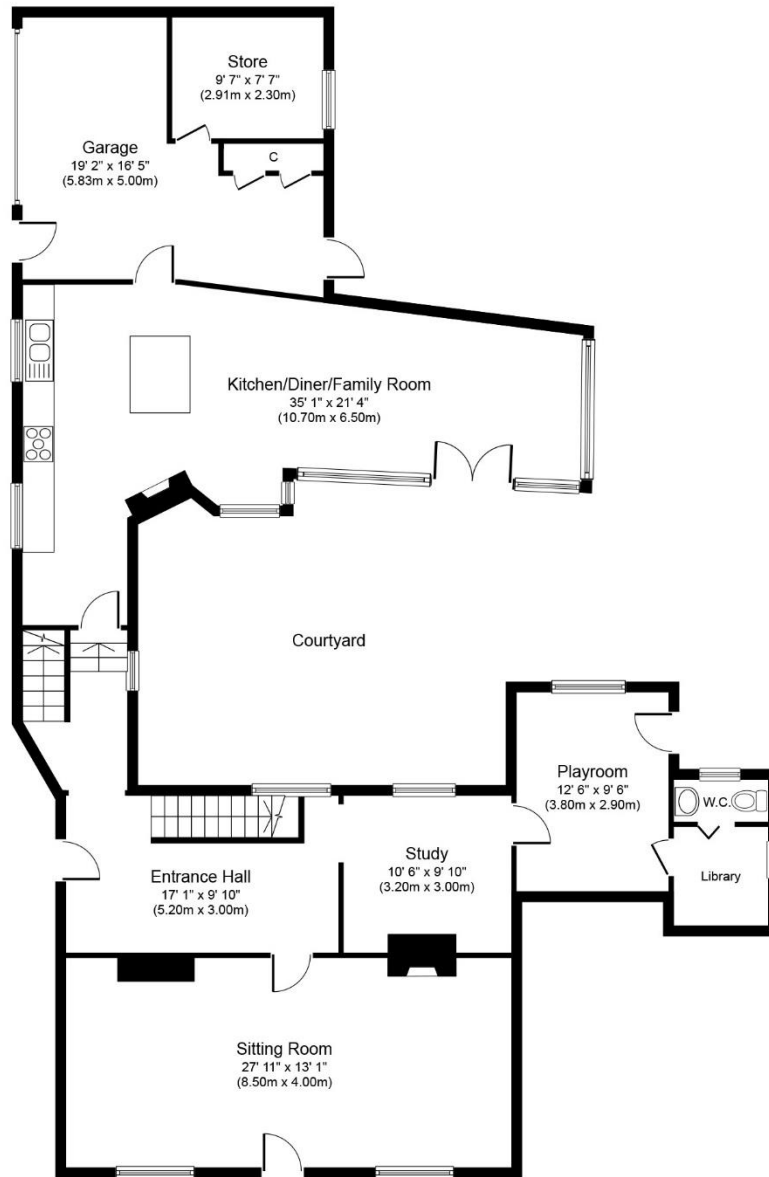 Store
9' 7" x 7' 7"
(2.91m x 2.30m)
Garage
19' 2" x 16' 5"
(5.83m x 5.00m)
C
Kitchen/Diner/Family Room
35' 1" x 21' 4"
(10.70m x 6.50m)
Courtyard
Playroom
12' 6" x 9' 6"
(3.80m x 2.90m)
W.C.
Library
Study
10' 6" x 9' 10"
(3.20m x 3.00m)
Entrance Hall
17' 1" x 9' 10"
(5.20m x 3.00m)
Sitting Room
27' 11" x 13' 1"
(8.50m x 4.00m)